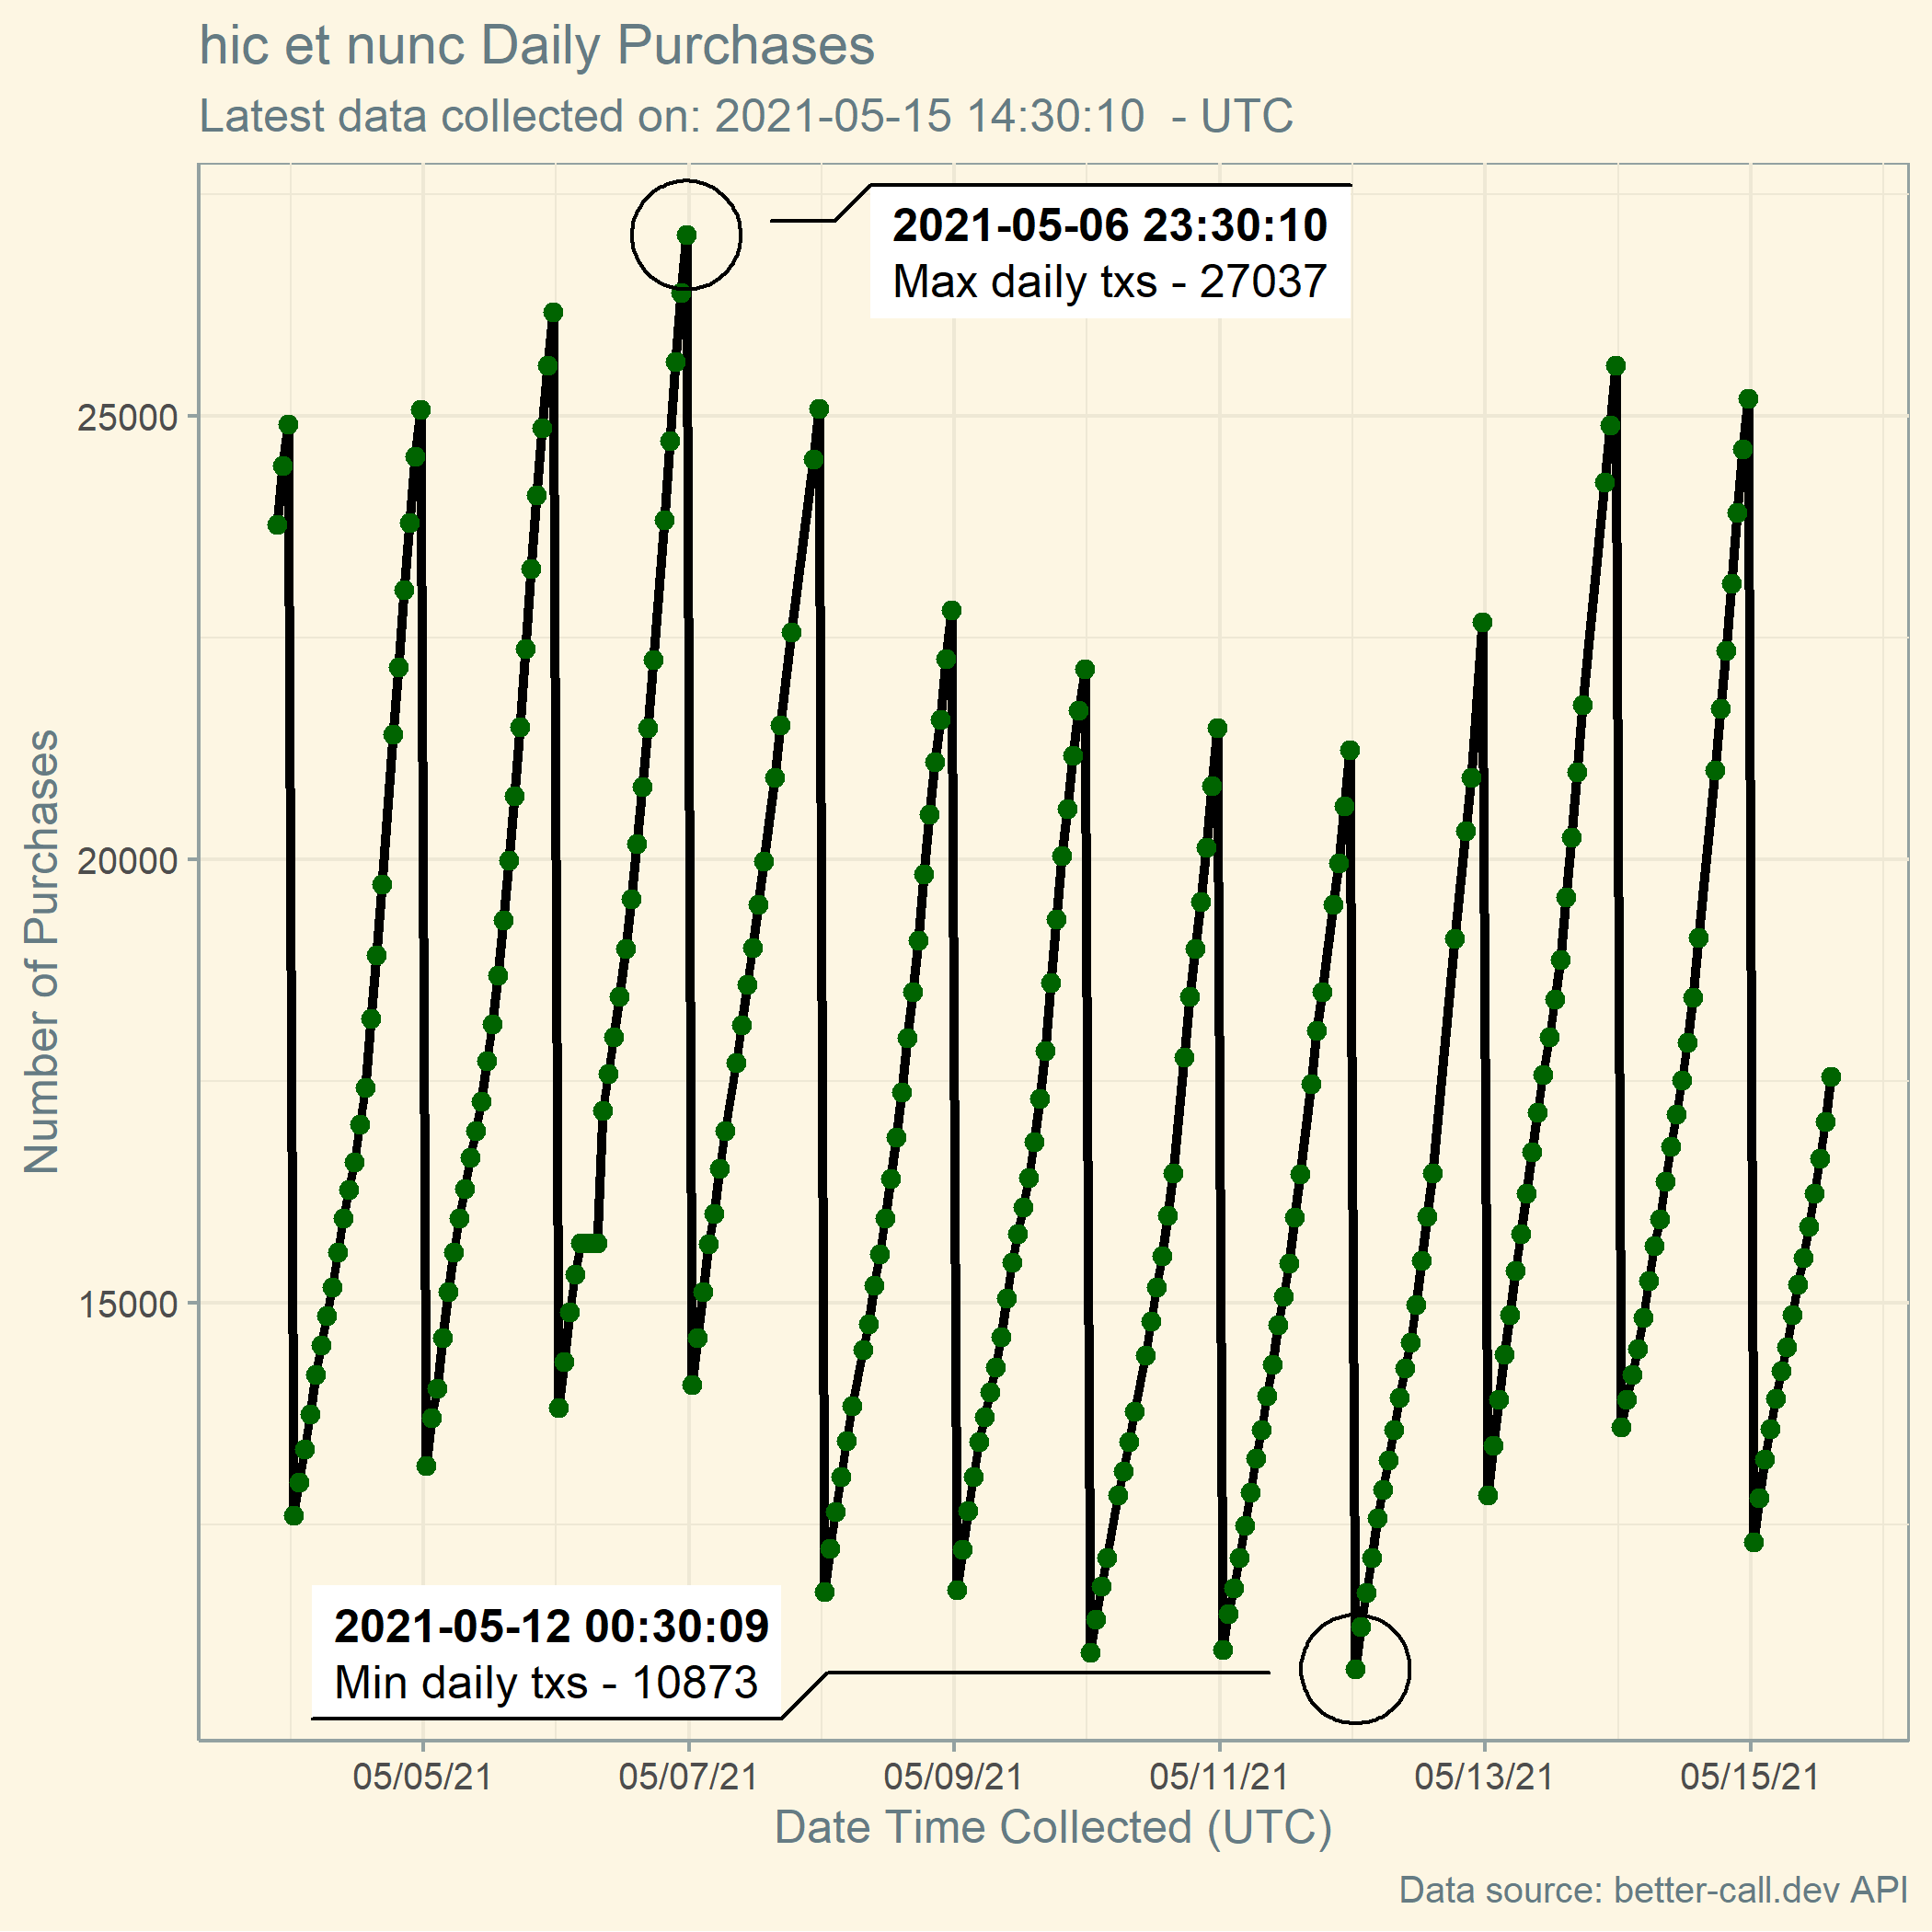 hic et nunc Daily Purchases
Latest data collected on: 2021-05-15 14:30:10  - UTC
2021-05-06 23:30:10
Max daily txs - 27037
25000
20000
15000
Number of Purchases
2021-05-12 00:30:09
Min daily txs - 10873
05/05/21 05/07/21 05/09/21 05/11/21 05/13/21 05/15/21
Date Time Collected (UTC)
Data source: better-call.dev API